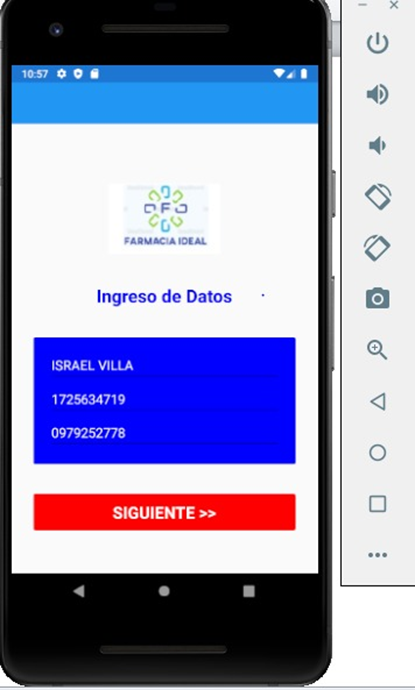 10:57
FARMACIA IDEAL
Ingreso de Datos
ISRAEL VILLA
1725634719
0979252778
SIGUIENTE >>